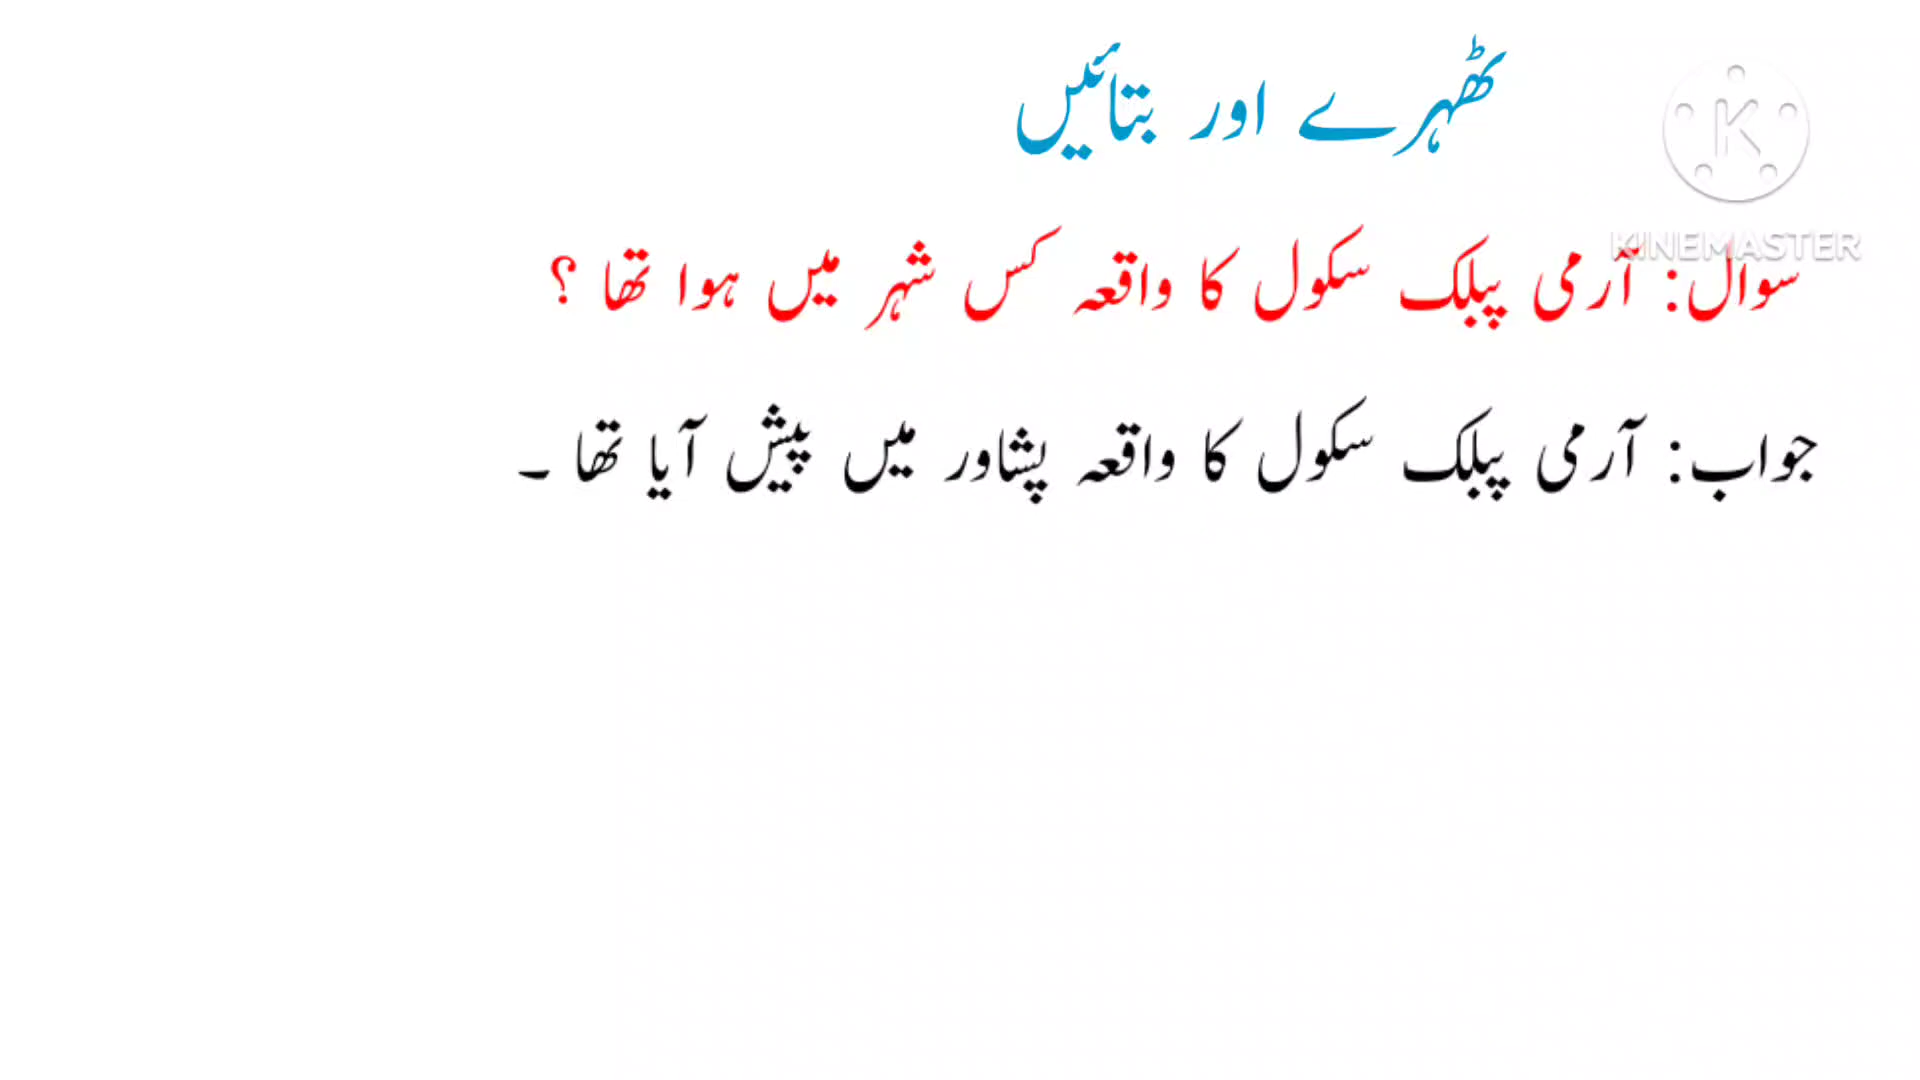 ٹھہرے اور بتائیں
K
KINEMASTER
سوال: آرمی پبلک سکول کا واقعہ کس شہر میں ہوا تھا ؟
جواب: آرمی پبلک سکول کا واقعہ پشاور میں پیش آیا تھا ۔